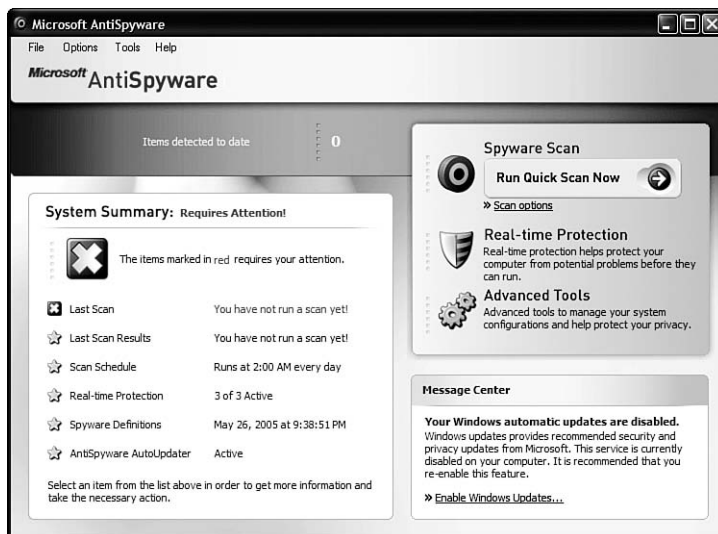 Microsoft AntiSpyware
File Options Tools Help
Microsoft AntiSpyware
Items detected to date 0
System Summary: Requires Attention!
The items marked in red requires your attention.
Last Scan You have not run a scan yet!
Last Scan Results You have not run a scan yet!
Scan Schedule Runs at 2:00 AM every day
Real-time Protection 3 of 3 Active
Spyware Definitions May 26, 2005 at 9:38:51 PM
AntiSpyware AutoUpdater Active
Select an item from the list above in order to get more information and
take the necessary action.
Spyware Scan
Run Quick Scan Now
» Scan options
Real-time Protection
Real-time protection helps protect your
computer from potential problems before they
can run.
Advanced Tools
Advanced tools to manage your system
configurations and help protect your privacy.
Message Center
Your Windows automatic updates are disabled.
Windows updates provides recommended security and
privacy updates from Microsoft. This service is currently
disabled on your computer. It is recommended that you
re-enable this feature.
» Enable Windows Updates...